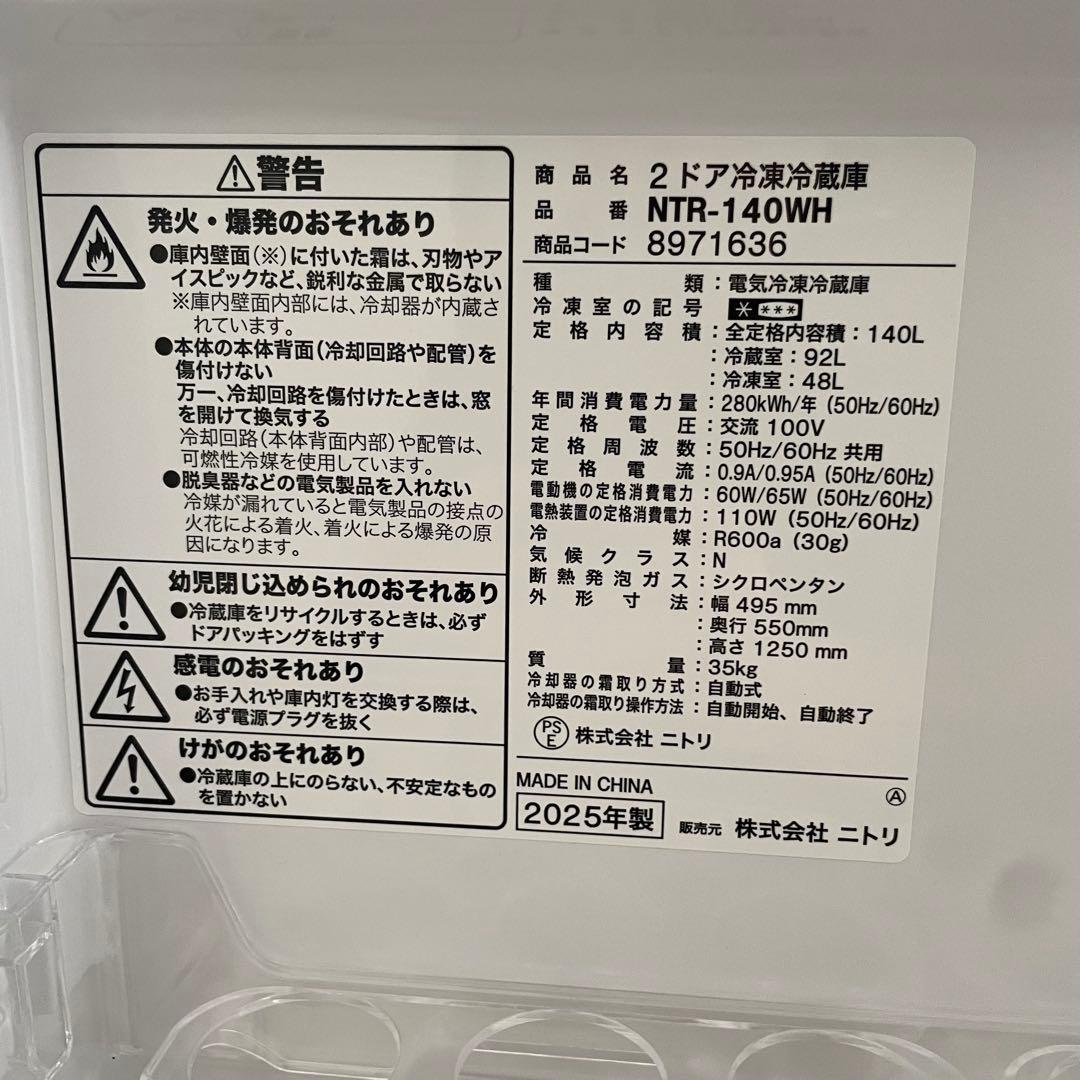 ⚠警告
発火・爆発のおそれあり
●庫内壁面(※)に付いた霜は、刃物やア
イスピックなど、鋭利な金属で取らない
※庫内壁面内部には、冷却器が内蔵さ
れています。
●本体の本体背面(冷却回路や配管)を
傷付けない
万一、冷却回路を傷付けたときは、窓
を開けて換気する
冷却回路(本体背面内部)や配管は、
可燃性冷媒を使用しています。
●脱臭器などの電気製品を入れない
冷媒が漏れていると電気製品の接点の
火花による着火、着火による爆発の原
因になります。
幼児閉じ込められのおそれあり
●冷蔵庫をリサイクルするときは、必ず
ドアパッキングをはずす
感電のおそれあり
●お手入れや庫内灯を交換する際は、
必ず電源プラグを抜く
けがのおそれあり
●冷蔵庫の上にのらない、不安定なもの
を置かない
商品名 2ドア冷凍冷蔵庫
品番 NTR-140WH
商品コード 8971636
種類：電気冷凍冷蔵庫
冷凍室の記号 * ***
定格内容積：全定格内容積：140L
：冷蔵室：92L
：冷凍室：48L
年間消費電力量：280kWh/年 (50Hz/60Hz)
定格電圧：交流 100V
定格周波数：50Hz/60Hz 共用
定格電流：0.9A/0.95A (50Hz/60Hz)
電動機の定格消費電力：60W/65W (50Hz/60Hz)
電熱装置の定格消費電力：110W (50Hz/60Hz)
冷媒：R600a (30g)
気候クラス：N
断熱発泡ガス：シクロペンタン
外形寸法：幅 495 mm
：奥行 550mm
：高さ 1250 mm
質量：35kg
冷却器の霜取り方式：自動式
冷却器の霜取り操作方法：自動開始、自動終了
PSE 株式会社 ニトリ
MADE IN CHINA
Ⓐ
2025年製 販売元 株式会社 ニトリ